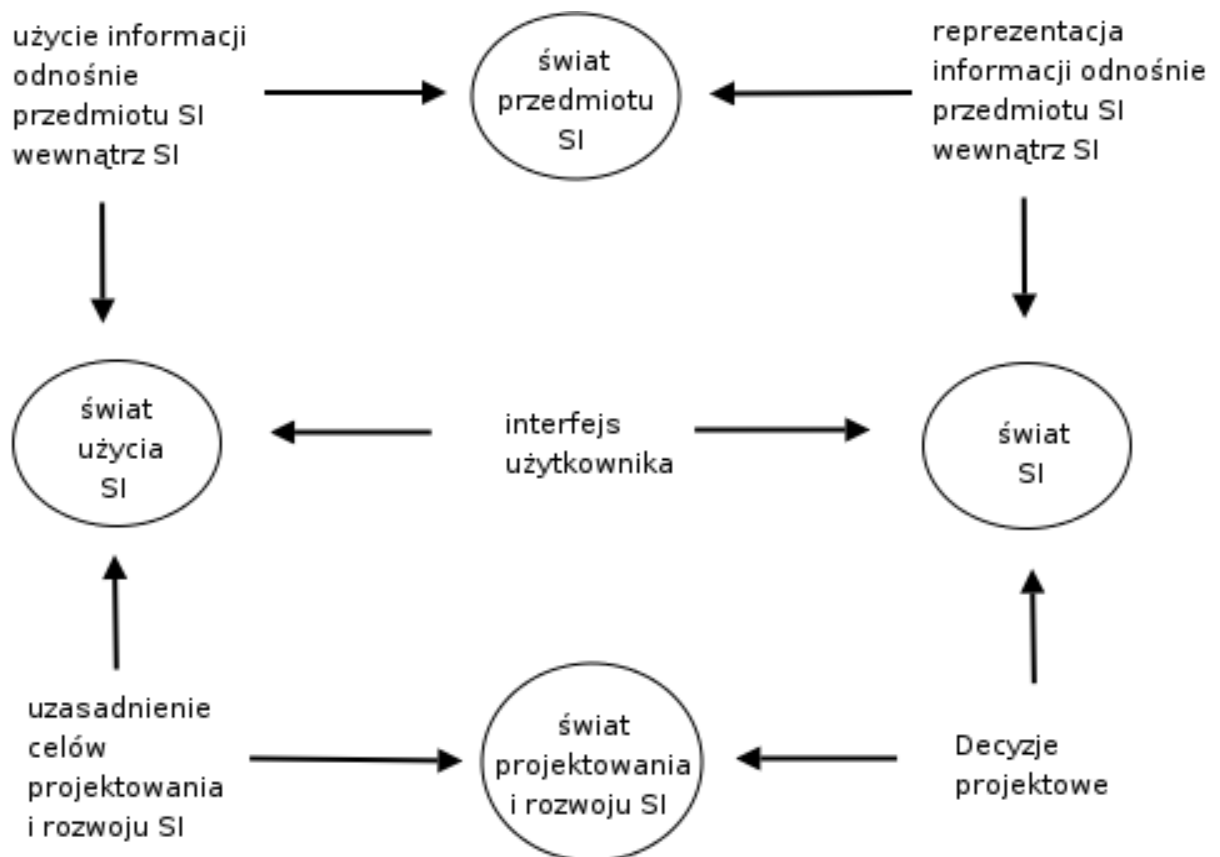 użycie informacji
odnośnie
przedmiotu SI
wewnątrz SI
świat
przedmiotu
SI
reprezentacja
informacji odnośnie
przedmiotu SI
wewnątrz SI
świat
użycia
SI
interfejs
użytkownika
świat
SI
uzasadnienie
celów
projektowania
i rozwoju SI
świat
projektowania
i rozwoju SI
Decyzje
projektowe